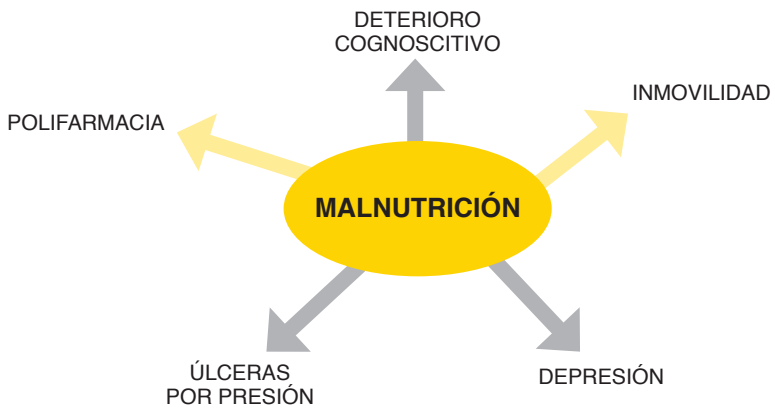 DETERIORO
COGNOSCITIVO
INMOVILIDAD
POLIFARMACIA
MALNUTRICIÓN
ÚLCERAS
POR PRESIÓN
DEPRESIÓN